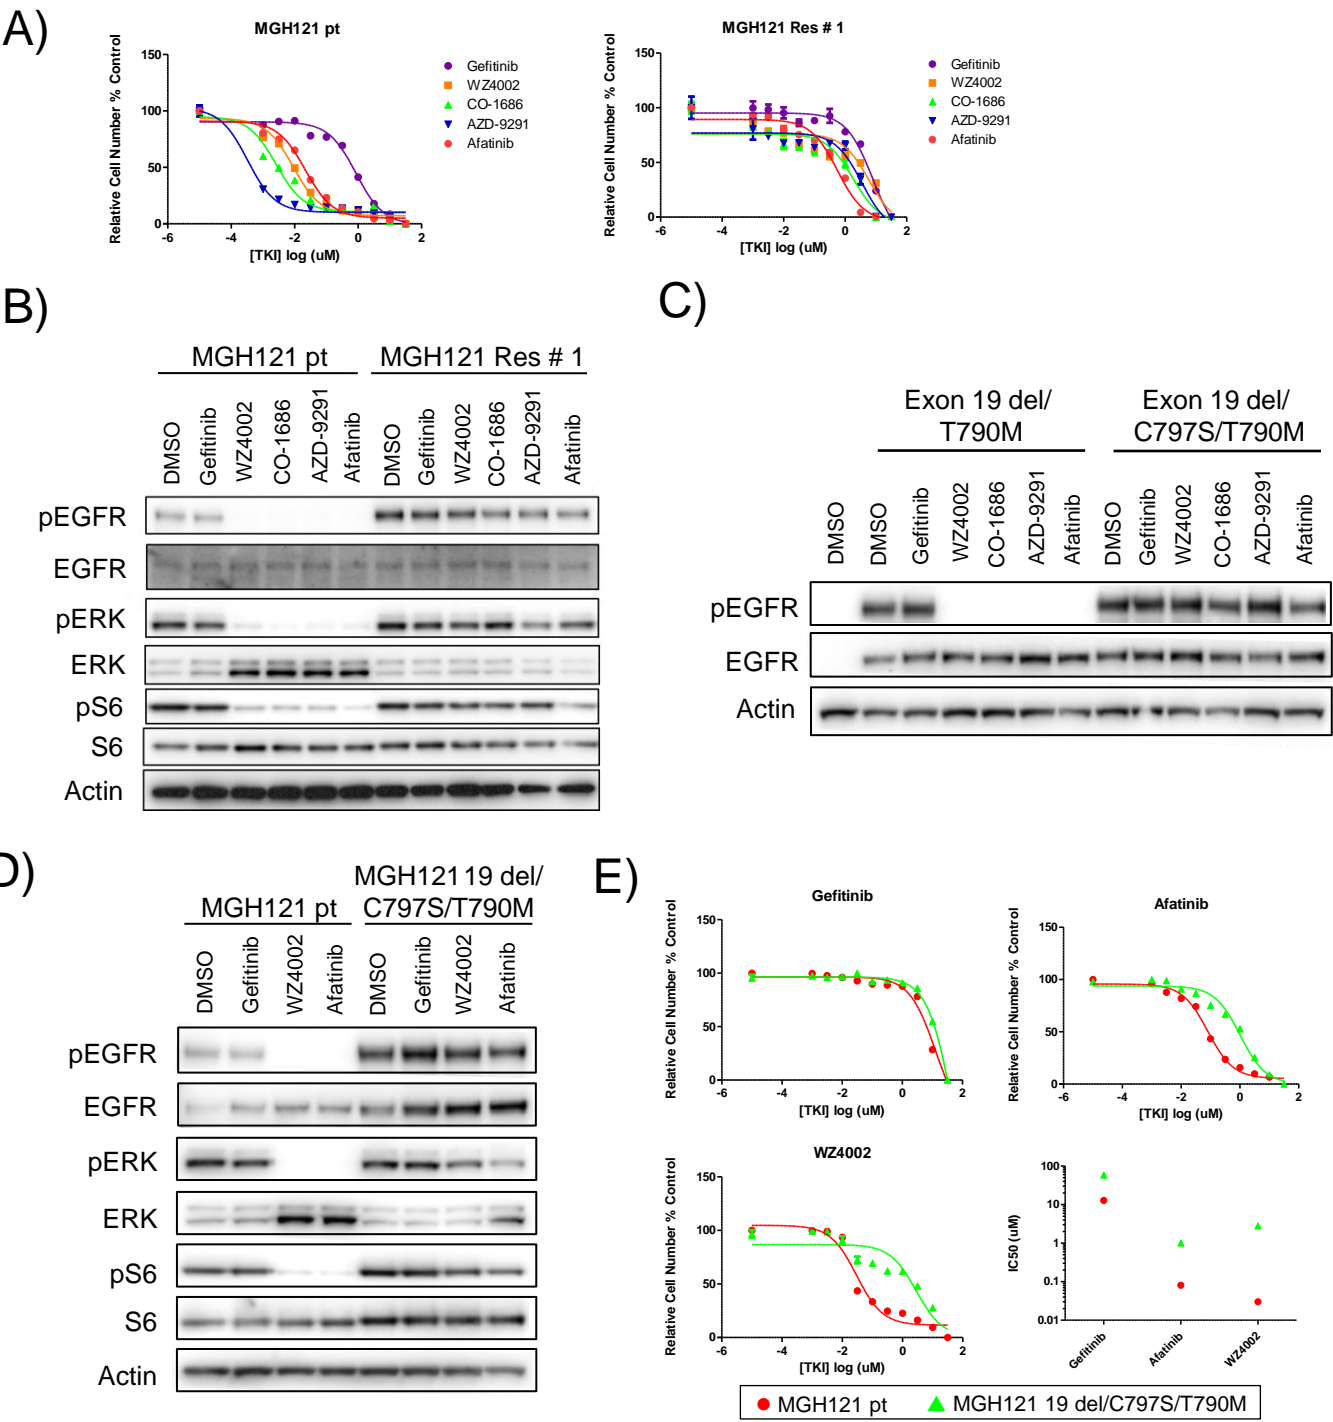 A)
MGH121 pt
Relative Cell Number % Control
150
100
50
0
-6 -4 -2 0 2
[TKI] log (uM)
Gefitinib
WZ4002
CO-1686
AZD-9291
Afatinib
MGH121 Res # 1
Relative Cell Number % Control
150
100
50
0
-6 -4 -2 0 2
[TKI] log (uM)
Gefitinib
WZ4002
CO-1686
AZD-9291
Afatinib
B)
MGH121 pt MGH121 Res # 1
DMSO Gefitinib WZ4002 CO-1686 AZD-9291 Afatinib DMSO Gefitinib WZ4002 CO-1686 AZD-9291 Afatinib
pEGFR
EGFR
pERK
ERK
pS6
S6
Actin
C)
Exon 19 del/
T790M
Exon 19 del/
C797S/T790M
DMSO DMSO Gefitinib WZ4002 CO-1686 AZD-9291 Afatinib DMSO Gefitinib WZ4002 CO-1686 AZD-9291 Afatinib
pEGFR
EGFR
Actin
D)
MGH121 pt
MGH121 19 del/
C797S/T790M
DMSO Gefitinib WZ4002 Afatinib DMSO Gefitinib WZ4002 Afatinib
pEGFR
EGFR
pERK
ERK
pS6
S6
Actin
E)
Gefitinib
Relative Cell Number % Control
150
100
50
0
-6 -4 -2 0 2
[TKI] log (uM)
Afatinib
Relative Cell Number % Control
150
100
50
0
-6 -4 -2 0 2
[TKI] log (uM)
WZ4002
Relative Cell Number % Control
150
100
50
0
-6 -4 -2 0 2
[TKI] log (uM)
IC50 (uM)
100
10
1
0.1
0.01
Gefitinib Afatinib WZ4002
MGH121 pt MGH121 19 del/C797S/T790M